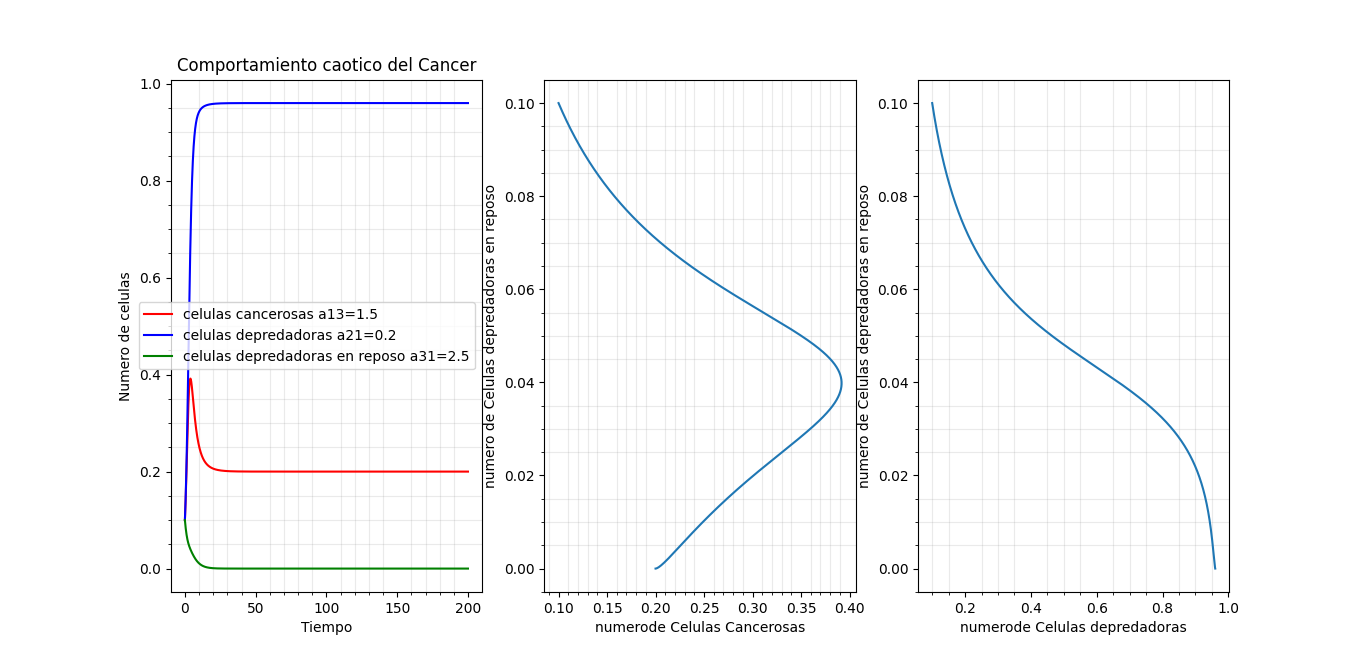 Comportamiento caotico del Cancer
Numero de celulas
1.0
0.8
0.6
0.4
0.2
0.0
celulas cancerosas a13=1.5
celulas depredadoras a21=0.2
celulas depredadoras en reposo a31=2.5
0 50 100 150 200
Tiempo
numero de Celulas depredadoras en reposo
0.10
0.08
0.06
0.04
0.02
0.00
0.10 0.15 0.20 0.25 0.30 0.35 0.40
numerode Celulas Cancerosas
numero de Celulas depredadoras en reposo
0.10
0.08
0.06
0.04
0.02
0.00
0.2 0.4 0.6 0.8 1.0
numerode Celulas depredadoras